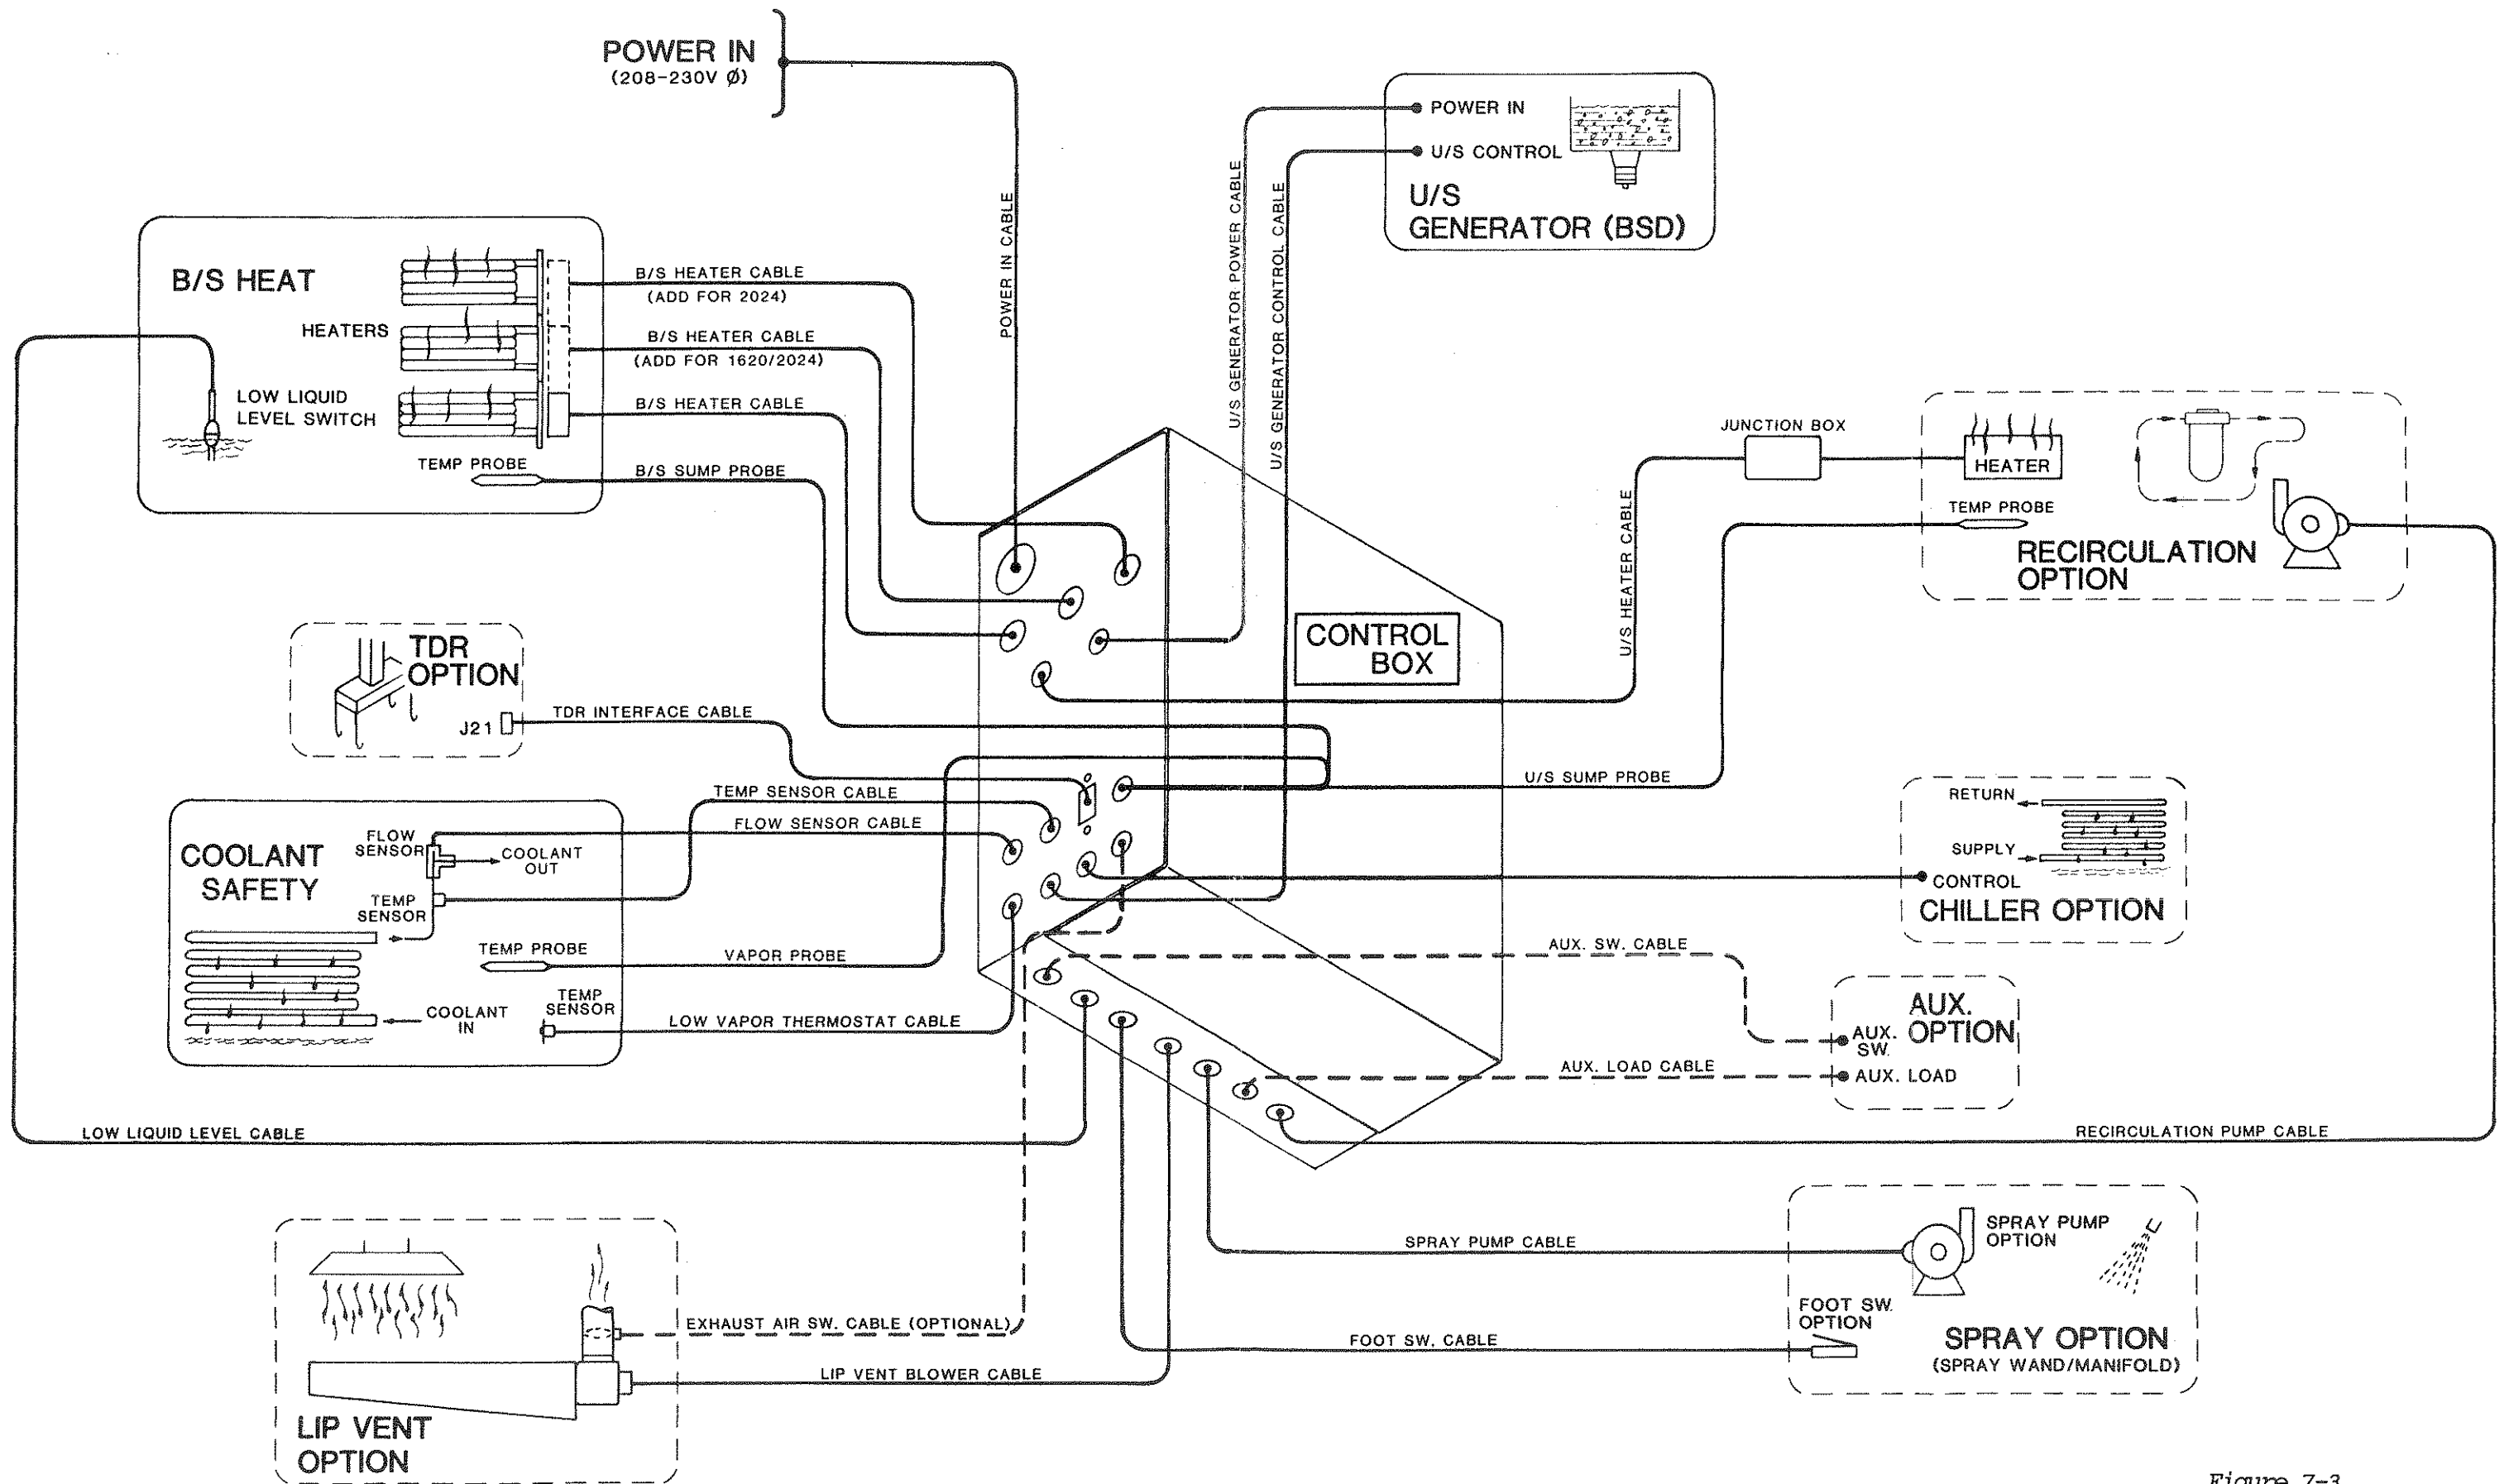 POWER IN
(208-230V Ø)
POWER IN
U/S CONTROL
U/S
GENERATOR (BSD)
POWER IN CABLE
U/S GENERATOR POWER CABLE
U/S GENERATOR CONTROL CABLE
B/S HEAT
HEATERS
LOW LIQUID
LEVEL SWITCH
TEMP PROBE
B/S HEATER CABLE
(ADD FOR 2024)
B/S HEATER CABLE
(ADD FOR 1620/2024)
B/S HEATER CABLE
B/S SUMP PROBE
JUNCTION BOX
HEATER
TEMP PROBE
RECIRCULATION
OPTION
U/S HEATER CABLE
CONTROL
BOX
TDR
OPTION
J21
TDR INTERFACE CABLE
U/S SUMP PROBE
TEMP SENSOR CABLE
FLOW SENSOR CABLE
COOLANT
SAFETY
FLOW
SENSOR
COOLANT
OUT
TEMP
SENSOR
TEMP PROBE
VAPOR PROBE
COOLANT
IN
TEMP
SENSOR
LOW VAPOR THERMOSTAT CABLE
RETURN
SUPPLY
CONTROL
CHILLER OPTION
AUX. SW. CABLE
AUX.
OPTION
AUX.
SW.
AUX. LOAD CABLE
AUX. LOAD
LOW LIQUID LEVEL CABLE
RECIRCULATION PUMP CABLE
SPRAY PUMP CABLE
SPRAY PUMP
OPTION
FOOT SW.
OPTION
FOOT SW. CABLE
SPRAY OPTION
(SPRAY WAND/MANIFOLD)
EXHAUST AIR SW. CABLE (OPTIONAL)
LIP VENT BLOWER CABLE
LIP VENT
OPTION
Figure 7-3